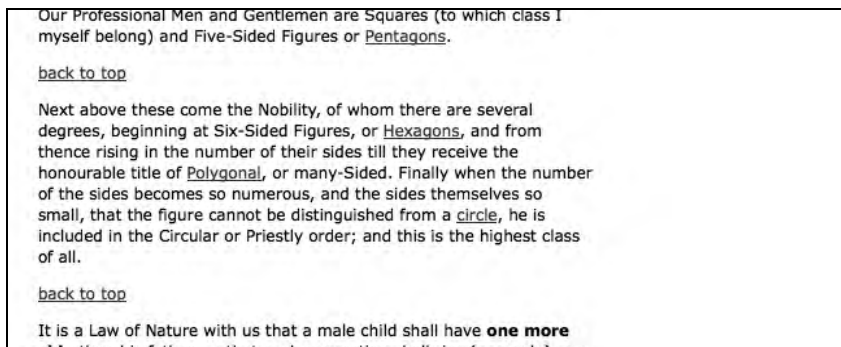 Our Professional Men and Gentlemen are Squares (to which class I
myself belong) and Five-Sided Figures or Pentagons.
back to top
Next above these come the Nobility, of whom there are several
degrees, beginning at Six-Sided Figures, or Hexagons, and from
thence rising in the number of their sides till they receive the
honourable title of Polygonal, or many-Sided. Finally when the number
of the sides becomes so numerous, and the sides themselves so
small, that the figure cannot be distinguished from a circle, he is
included in the Circular or Priestly order; and this is the highest class
of all.
back to top
It is a Law of Nature with us that a male child shall have one more